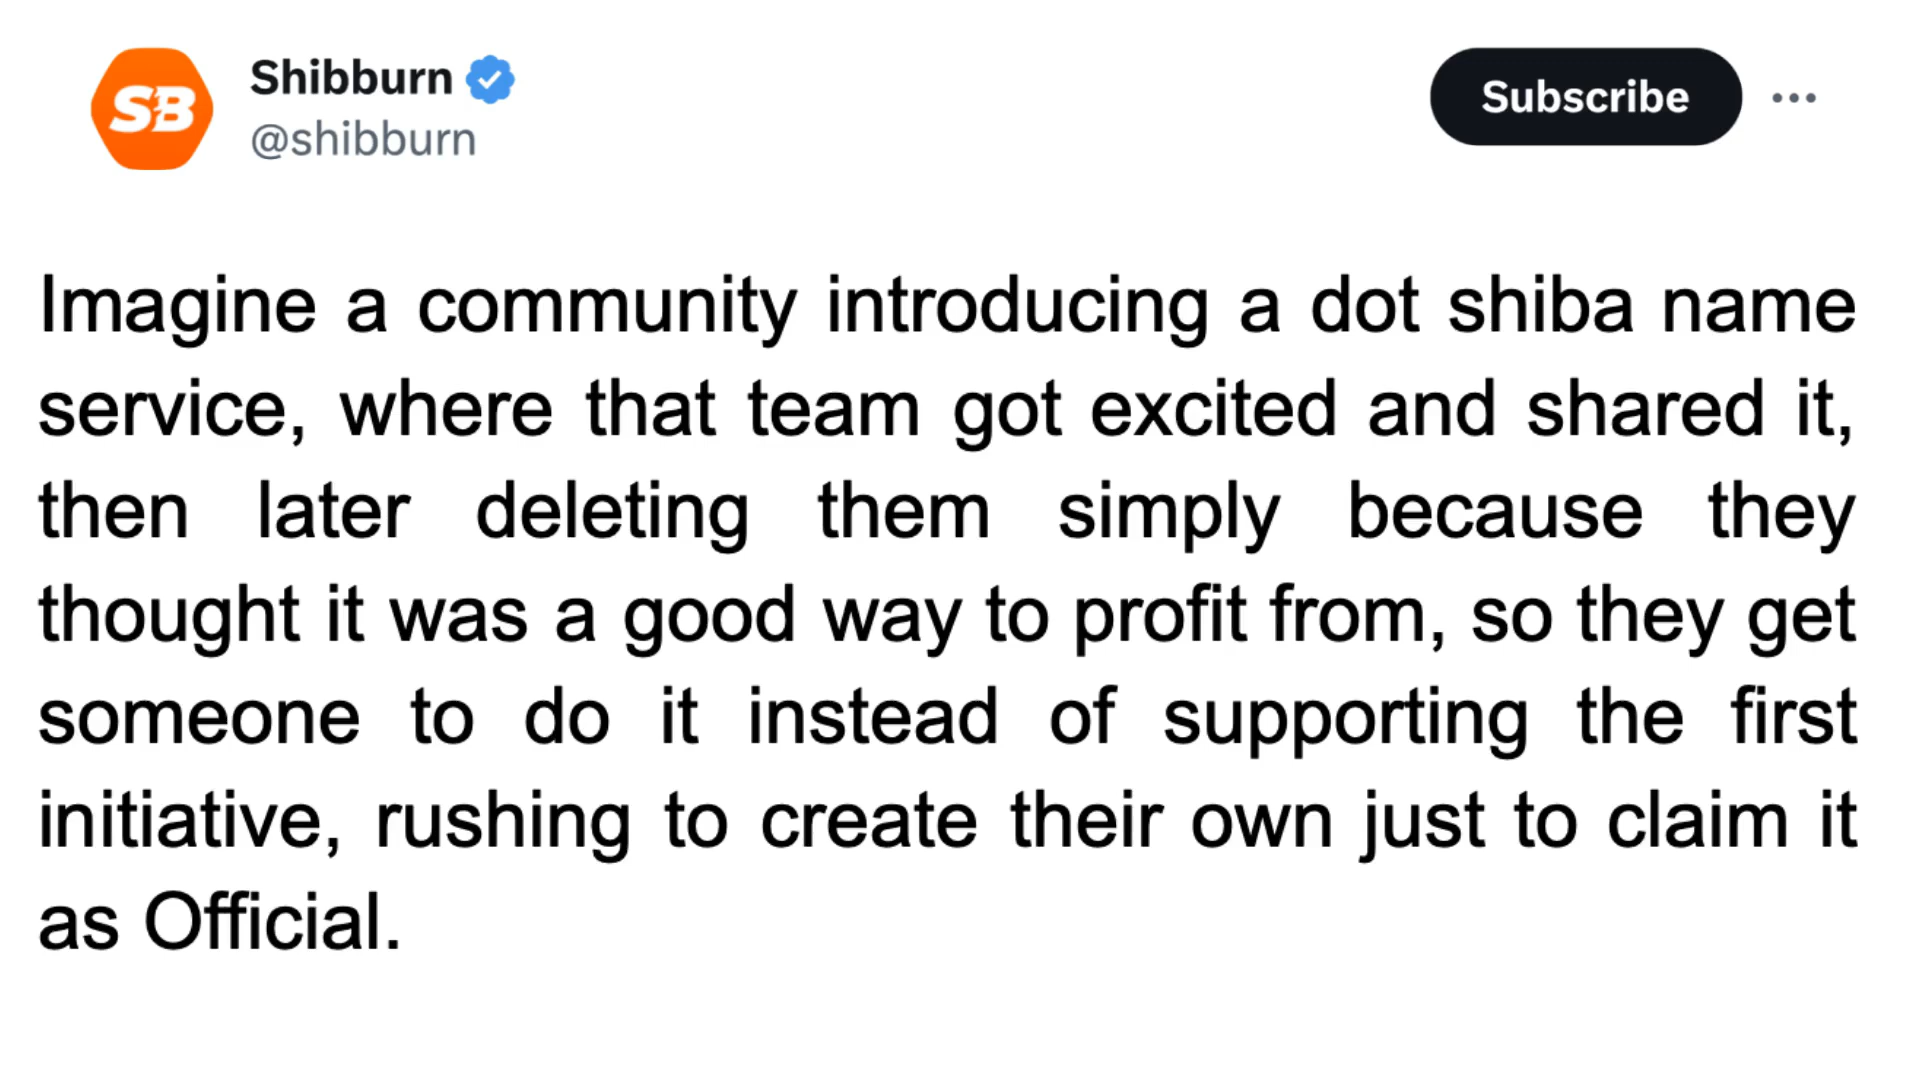 SB
Shibburn
@shibburn
Subscribe
Imagine a community introducing a dot shiba name
service, where that team got excited and shared it,
then later deleting them simply because they
thought it was a good way to profit from, so they get
someone to do it instead of supporting the first
initiative, rushing to create their own just to claim it
as Official.